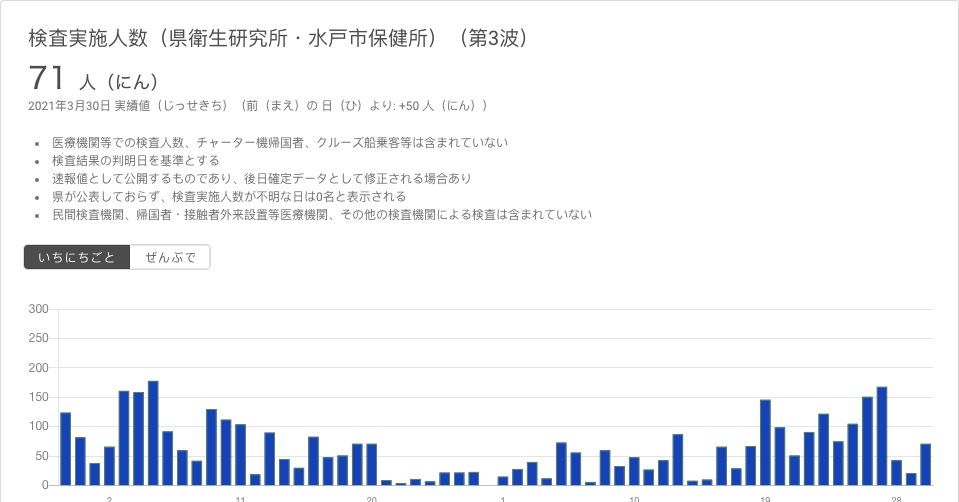 検査実施人数（県衛生研究所・水戸市保健所）（第3波）
71 人（にん）
2021年3月30日 実績値（じっせきち）（前（まえ）の 日（ひ）より: +50 人（にん））
• 医療機関等での検査人数、チャーター機帰国者、クルーズ船乗客等は含まれていない
• 検査結果の判明日を基準とする
• 速報値として公開するものであり、後日確定データとして修正される場合あり
• 県が公表しておらず、検査実施人数が不明な日は0名と表示される
• 民間検査機関、帰国者・接触者外来設置等医療機関、その他の検査機関による検査は含まれていない
いちにちごと ぜんぶで
300
250
200
150
100
50
0
2 11 20 1 10 19 28